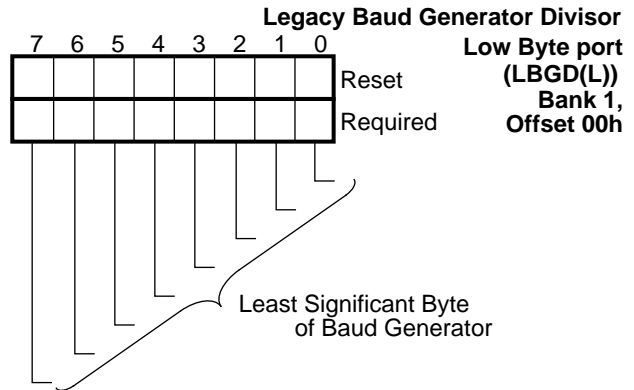 Legacy Baud Generator Divisor
Low Byte port
(LBGD(L))
Bank 1,
Offset 00h
7 6 5 4 3 2 1 0
Reset
Required
Least Significant Byte
of Baud Generator